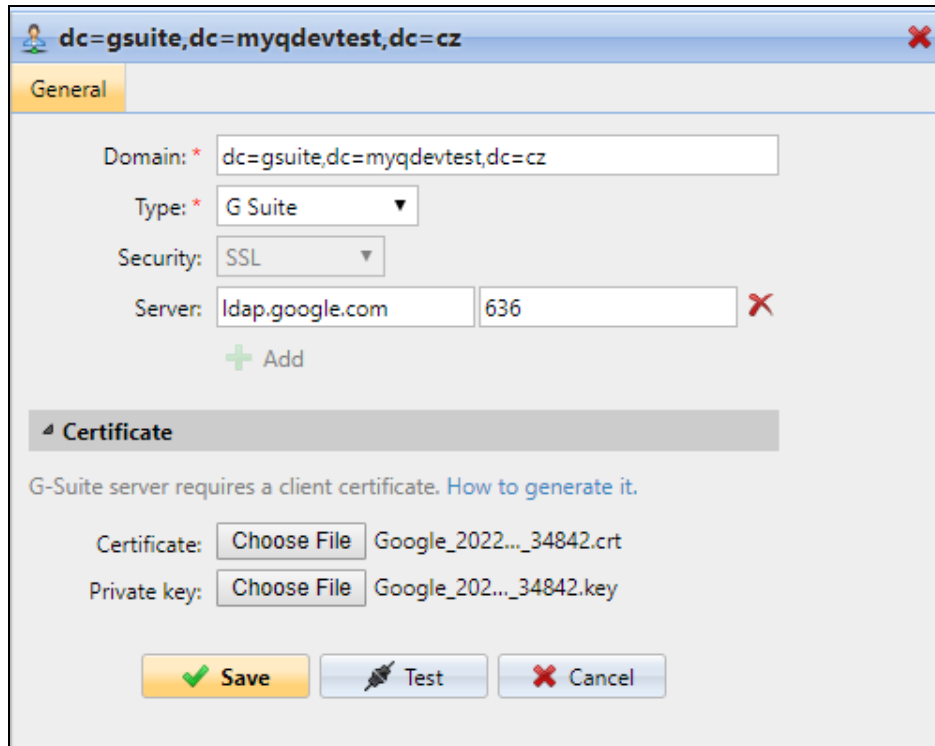 dc=gsuite,dc=myqdevtest,dc=cz
General
Domain: * dc=gsuite,dc=myqdevtest,dc=cz
Type: * G Suite
Security: SSL
Server: ldap.google.com 636
Add
Certificate
G-Suite server requires a client certificate. How to generate it.
Certificate: Choose File Google_2022..._34842.crt
Private key: Choose File Google_202..._34842.key
Save Test Cancel